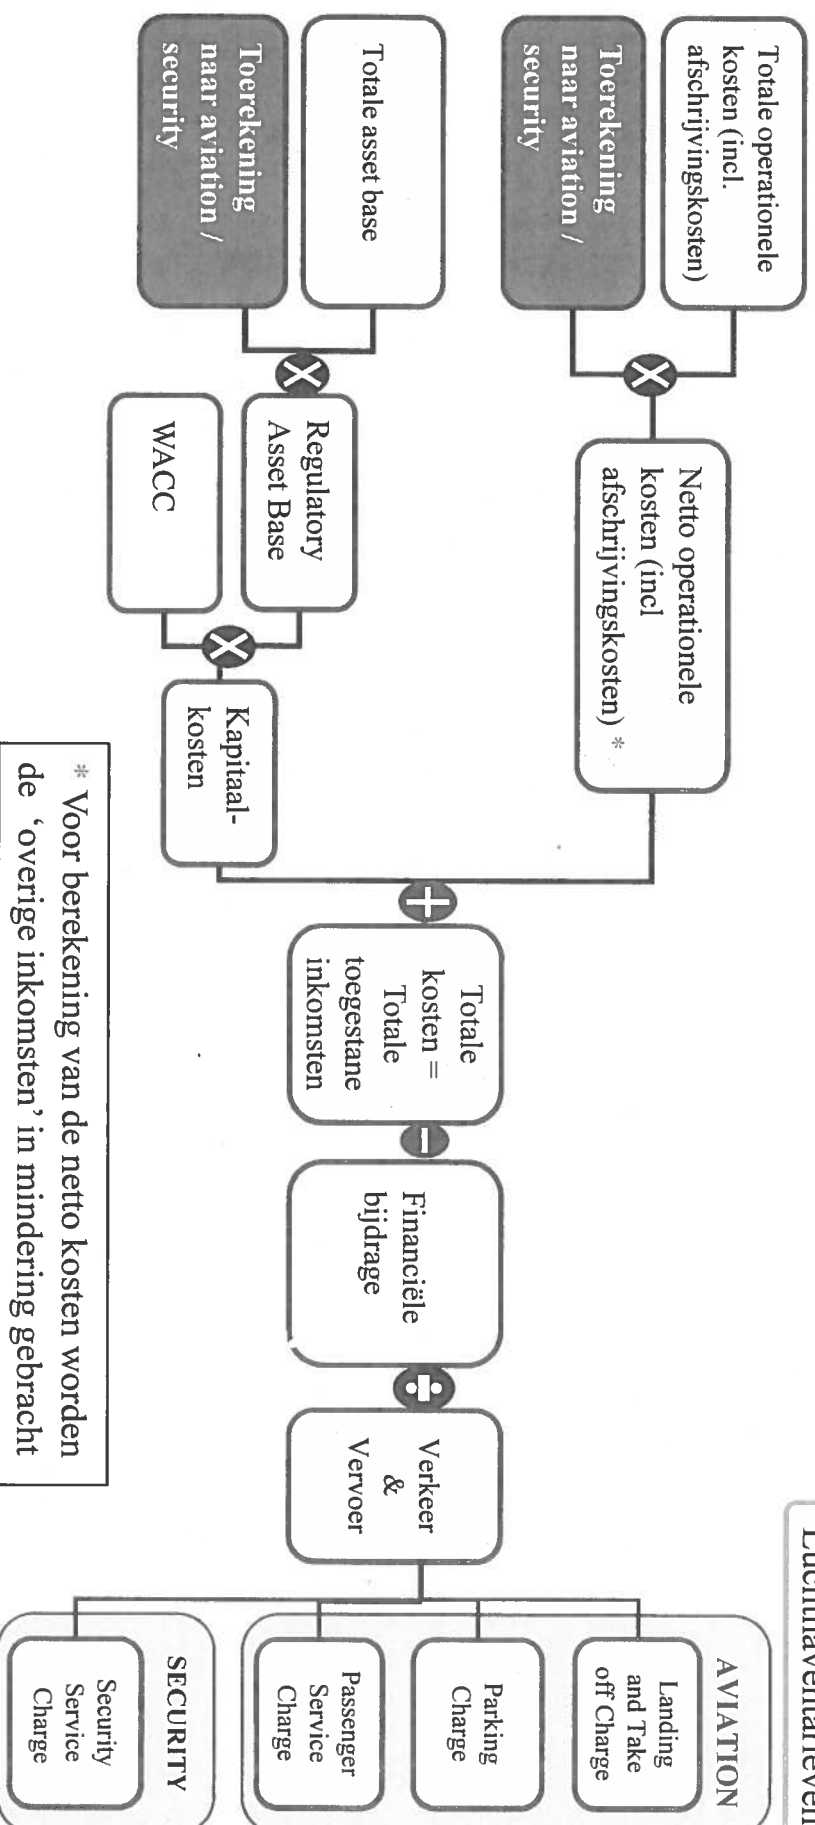 Luchthaventarieven
Totale operationele
kosten (incl.
afschrijvingskosten)
Toerekening
naar aviation /
security
Netto operationele
kosten (incl
afschrijvingskosten) *
Totale asset base
Toerekening
naar aviation /
security
Regulatory
Asset Base
WACC
Kapitaal-
kosten
Totale
kosten =
Totale
toegestane
inkomsten
Financiële
bijdrage
Verkeer
&
Vervoer
AVIATION
Landing
and Take
off Charge
Parking
Charge
Passenger
Service
Charge
SECURITY
Security
Service
Charge
* Voor berekening van de netto kosten worden
de ‘overige inkomsten’ in mindering gebracht